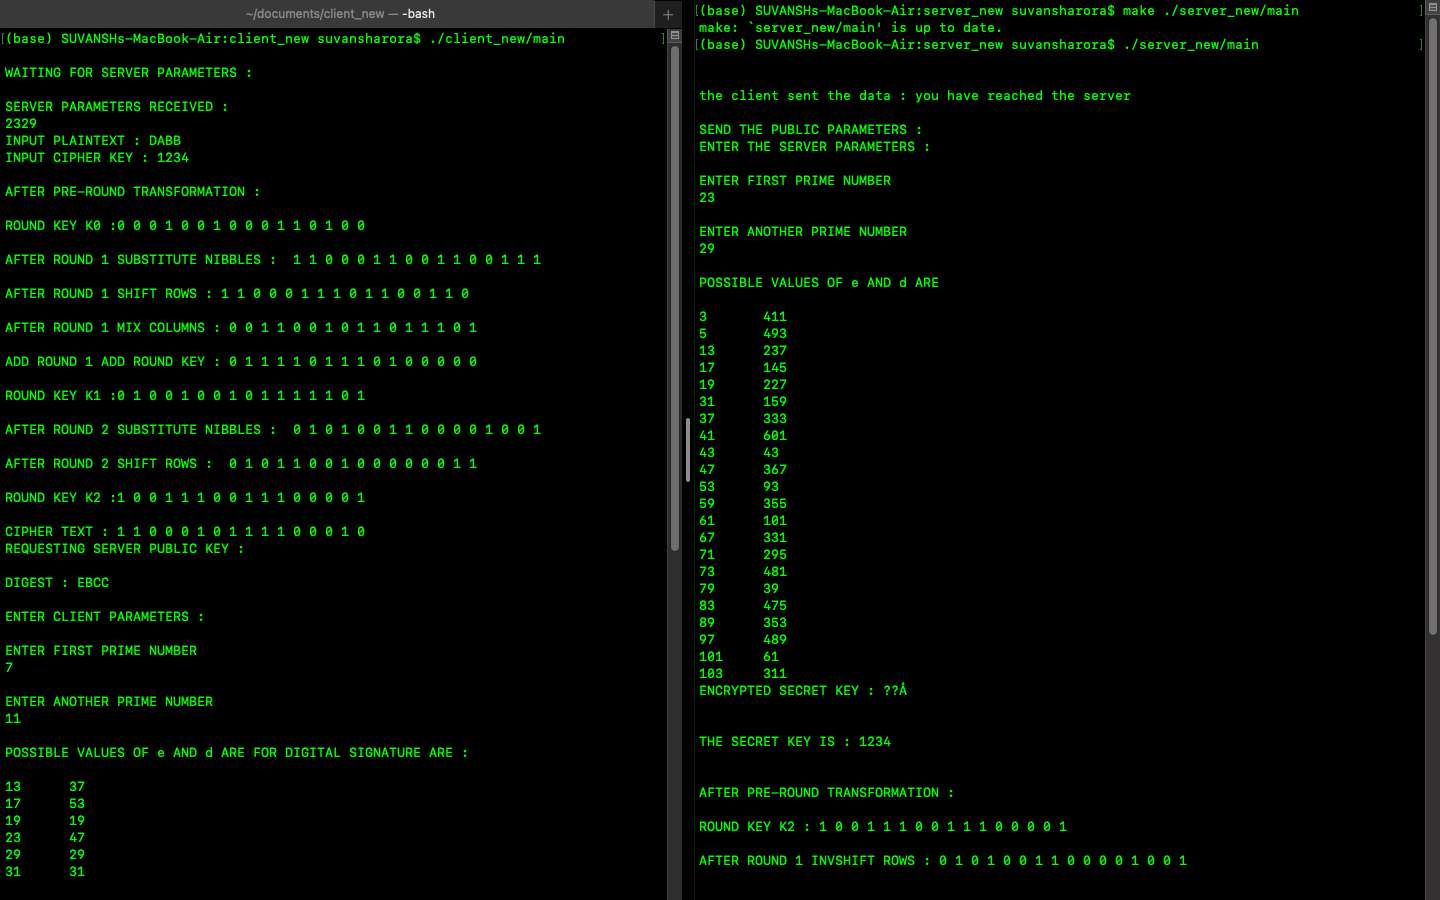 ~/documents/client_new — -bash
(base) SUVANSHs-MacBook-Air:client_new suvansharora$ ./client_new/main
WAITING FOR SERVER PARAMETERS :
SERVER PARAMETERS RECEIVED :
2329
INPUT PLAINTEXT : DABB
INPUT CIPHER KEY : 1234
AFTER PRE-ROUND TRANSFORMATION :
ROUND KEY K0 :0 0 0 1 0 0 1 0 0 0 1 1 0 1 0 0
AFTER ROUND 1 SUBSTITUTE NIBBLES :  1 1 0 0 0 1 1 0 0 1 1 0 0 1 1 1
AFTER ROUND 1 SHIFT ROWS : 1 1 0 0 0 1 1 1 0 1 1 0 0 1 1 0
AFTER ROUND 1 MIX COLUMNS : 0 0 1 1 0 0 1 0 1 1 0 1 1 1 0 1
ADD ROUND 1 ADD ROUND KEY : 0 1 1 1 1 0 1 1 1 0 1 0 0 0 0 0
ROUND KEY K1 :0 1 0 0 1 0 0 1 0 1 1 1 1 1 0 1
AFTER ROUND 2 SUBSTITUTE NIBBLES :  0 1 0 1 0 0 1 1 0 0 0 0 1 0 0 1
AFTER ROUND 2 SHIFT ROWS :  0 1 0 1 1 0 0 1 0 0 0 0 0 0 1 1
ROUND KEY K2 :1 0 0 1 1 1 0 0 1 1 1 0 0 0 0 1
CIPHER TEXT : 1 1 0 0 0 1 0 1 1 1 1 0 0 0 1 0
REQUESTING SERVER PUBLIC KEY :
DIGEST : EBCC
ENTER CLIENT PARAMETERS :
ENTER FIRST PRIME NUMBER
7
ENTER ANOTHER PRIME NUMBER
11
POSSIBLE VALUES OF e AND d ARE FOR DIGITAL SIGNATURE ARE :
13 37
17 53
19 19
23 47
29 29
31 31
[(base) SUVANSHs-MacBook-Air:server_new suvansharora$ make ./server_new/main ]
make: `server_new/main' is up to date.
[(base) SUVANSHs-MacBook-Air:server_new suvansharora$ ./server_new/main ]
the client sent the data : you have reached the server
SEND THE PUBLIC PARAMETERS :
ENTER THE SERVER PARAMETERS :
ENTER FIRST PRIME NUMBER
23
ENTER ANOTHER PRIME NUMBER
29
POSSIBLE VALUES OF e AND d ARE
3 411
5 493
13 237
17 145
19 227
31 159
37 333
41 601
43 43
47 367
53 93
59 355
61 101
67 331
71 295
73 481
79 39
83 475
89 353
97 489
101 61
103 311
ENCRYPTED SECRET KEY : ??Å
THE SECRET KEY IS : 1234
AFTER PRE-ROUND TRANSFORMATION :
ROUND KEY K2 : 1 0 0 1 1 1 0 0 1 1 1 0 0 0 0 1
AFTER ROUND 1 INVSHIFT ROWS : 0 1 0 1 0 0 1 1 0 0 0 0 1 0 0 1